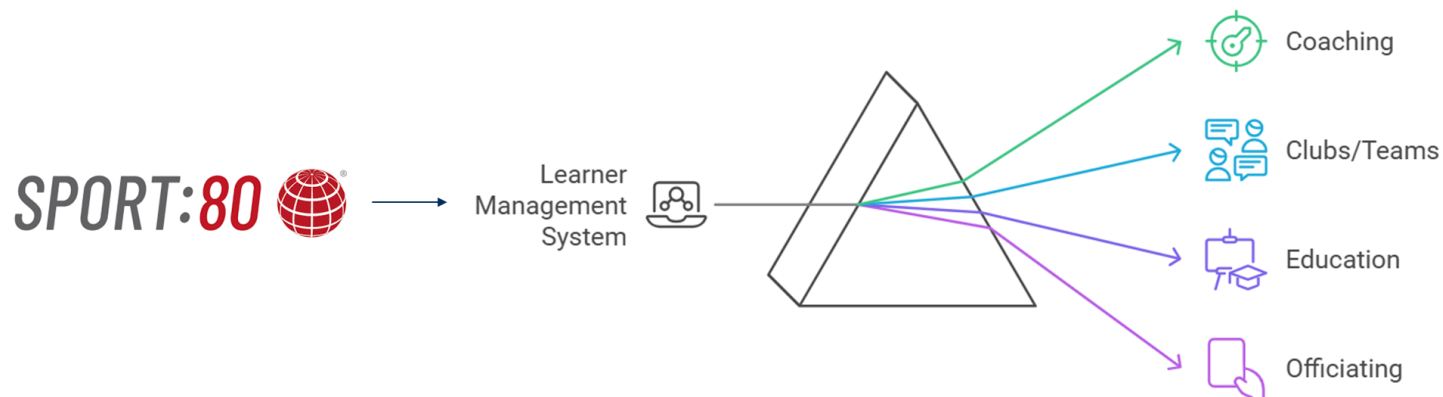 SPORT:80
®
Learner
Management
System
Coaching
Clubs/Teams
Education
Officiating